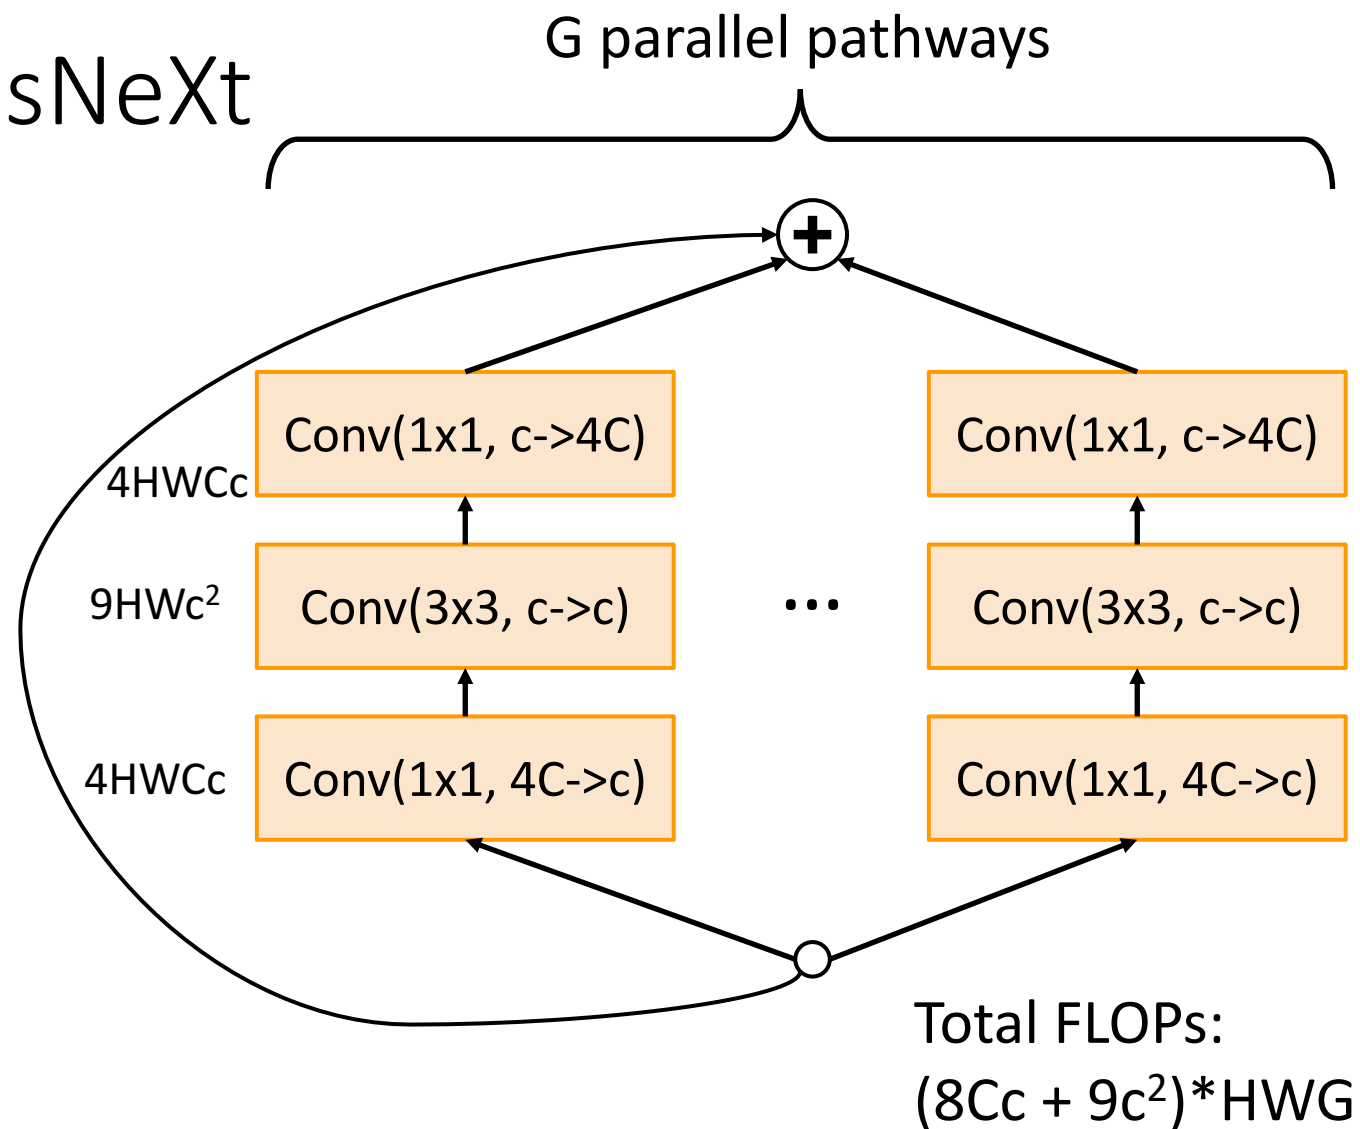 G parallel pathways
sNeXt
+
Conv(1x1, c->4C)
Conv(1x1, c->4C)
4HWCc
9HWc²
Conv(3x3, c->c)
...
Conv(3x3, c->c)
4HWCc
Conv(1x1, 4C->c)
Conv(1x1, 4C->c)
Total FLOPs:
(8Cc + 9c²)*HWG